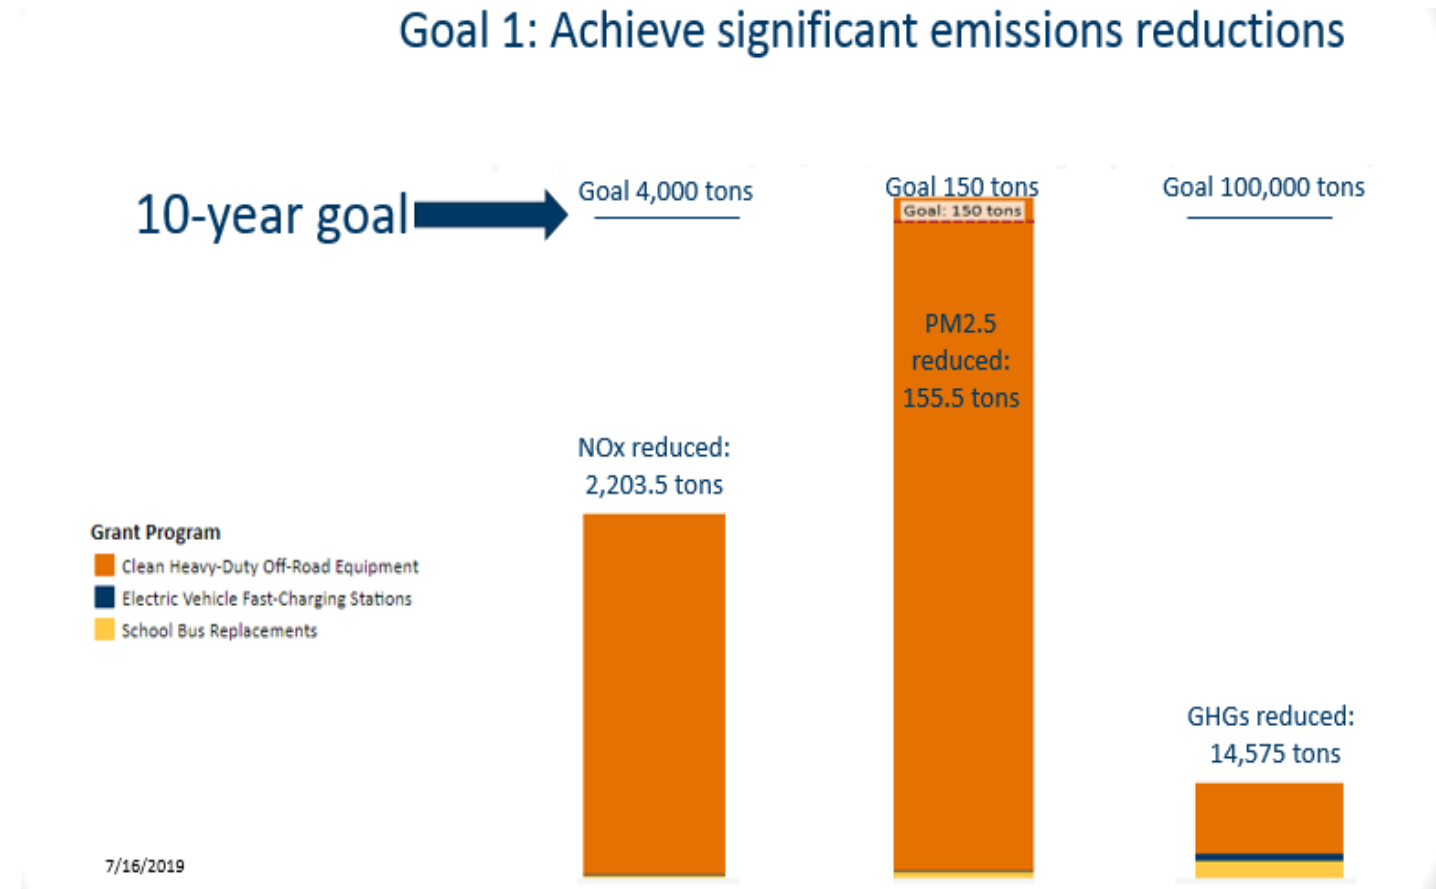 Goal 1: Achieve significant emissions reductions
10-year goal
Goal 4,000 tons
Goal 150 tons
Goal 100,000 tons
Goal: 150 tons
PM2.5
reduced:
155.5 tons
NOx reduced:
2,203.5 tons
Grant Program
Clean Heavy-Duty Off-Road Equipment
Electric Vehicle Fast-Charging Stations
School Bus Replacements
GHGs reduced:
14,575 tons
7/16/2019